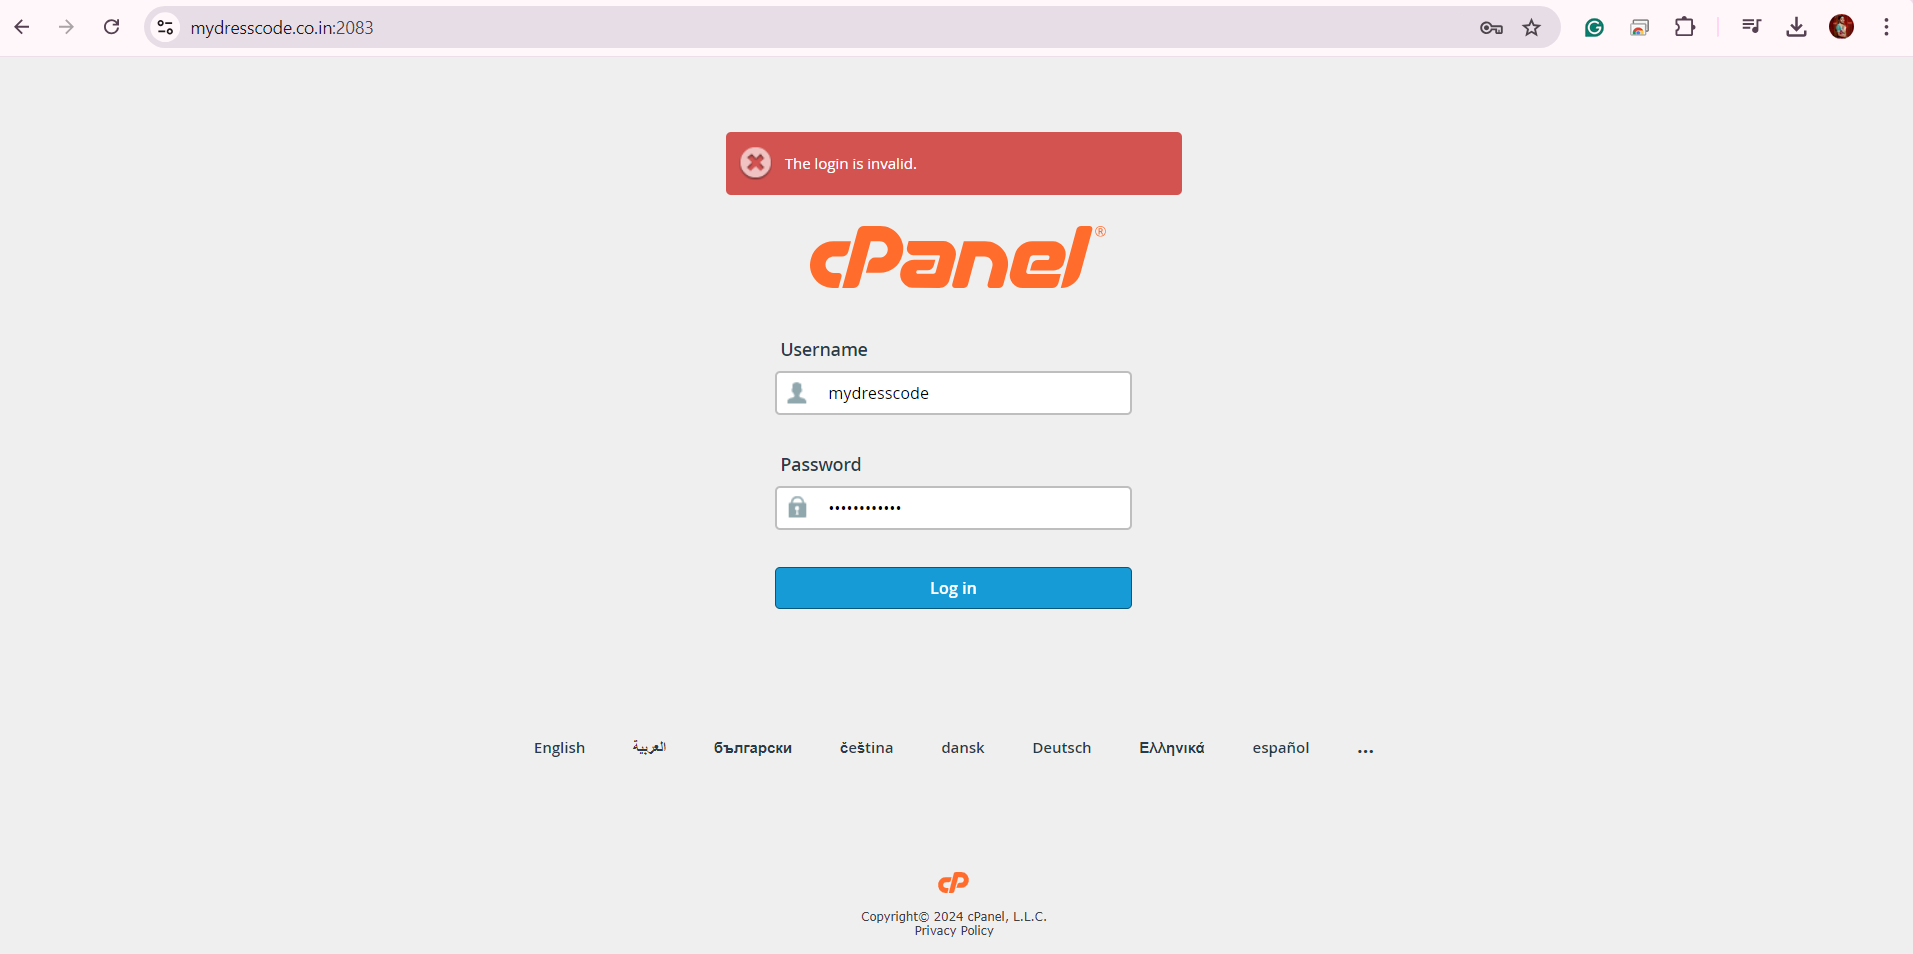 mydresscode.co.in:2083
The login is invalid.
cPanel®
Username
mydresscode
Password
••••••••••••
Log in
English العربية български čeština dansk Deutsch Ελληνικά español ...
cP
Copyright© 2024 cPanel, L.L.C.
Privacy Policy